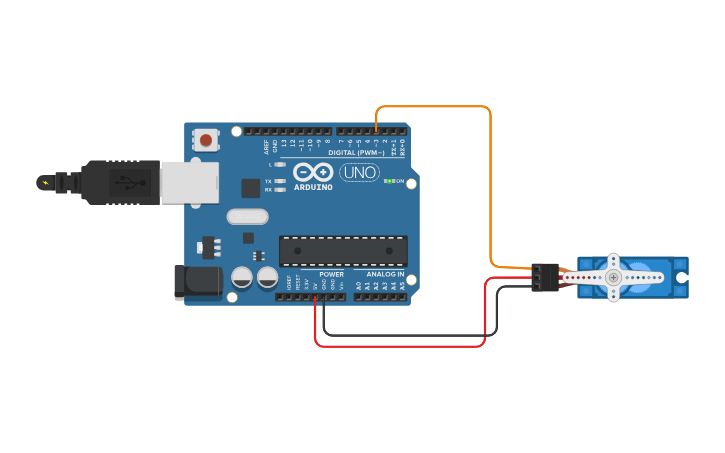 AREF
GND
13
12
~11
~10
~9
8
7
~6
~5
4
~3
2
TX→1
RX←0
DIGITAL (PWM~)
L
TX
RX
ARDUINO
UNO
ON
POWER
ANALOG IN
IOREF
RESET
3.3V
5V
GND
GND
Vin
A0
A1
A2
A3
A4
A5